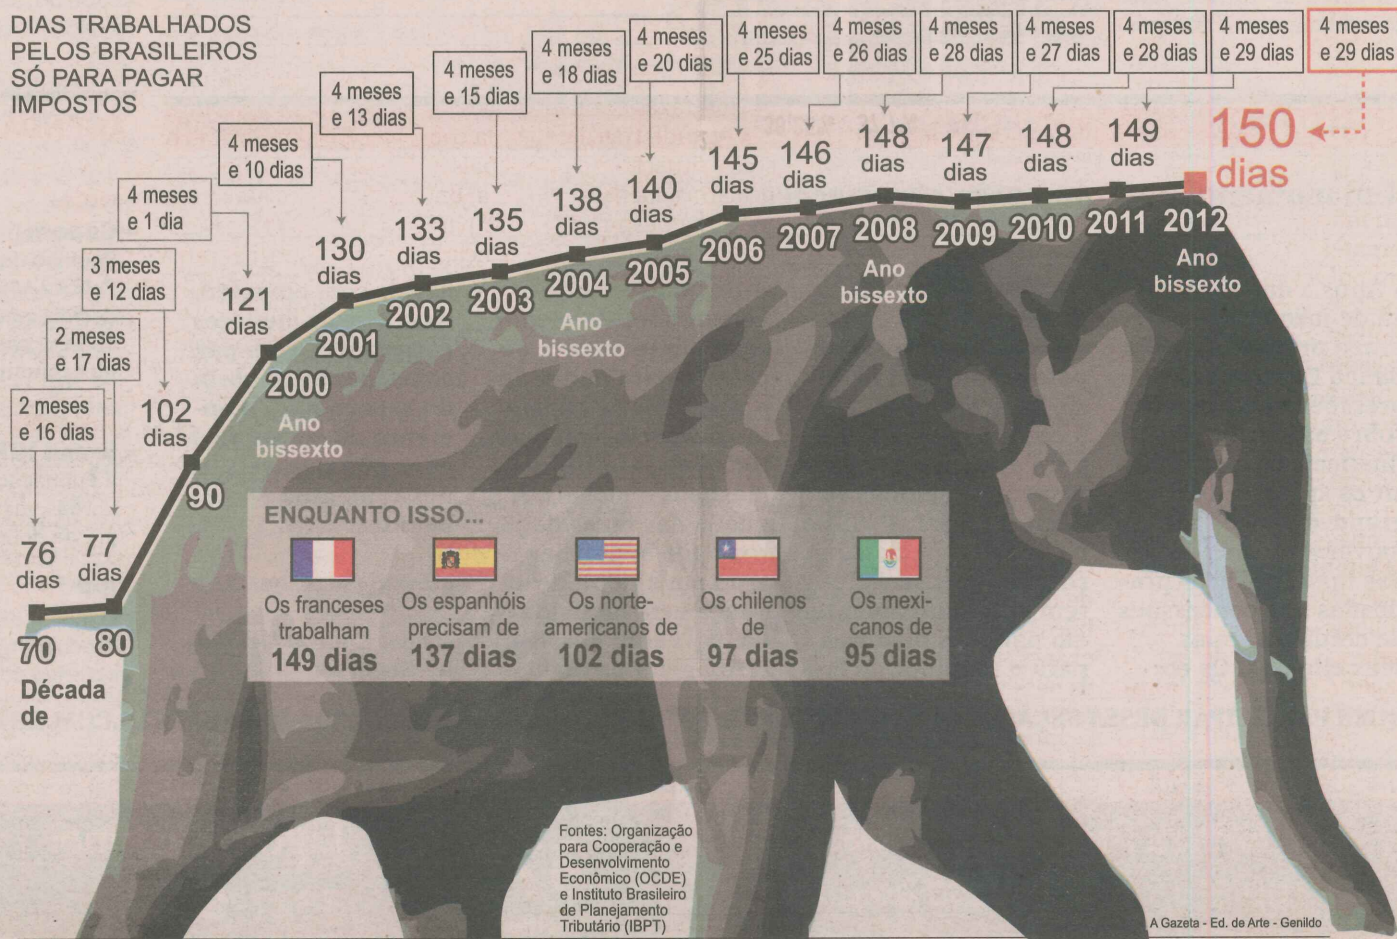 DIAS TRABALHADOS
PELOS BRASILEIROS
SÓ PARA PAGAR
IMPOSTOS
2 meses
e 16 dias
76
dias
70
2 meses
e 17 dias
77
dias
80
Década
de
3 meses
e 12 dias
102
dias
90
4 meses
e 1 dia
121
dias
2000
Ano
bissexto
4 meses
e 10 dias
130
dias
2001
4 meses
e 13 dias
133
dias
2002
4 meses
e 15 dias
135
dias
2003
4 meses
e 18 dias
138
dias
2004
Ano
bissexto
4 meses
e 20 dias
140
dias
2005
4 meses
e 25 dias
145
dias
2006
4 meses
e 26 dias
146
dias
2007
4 meses
e 28 dias
148
dias
2008
Ano
bissexto
4 meses
e 27 dias
147
dias
2009
4 meses
e 28 dias
148
dias
2010
4 meses
e 29 dias
149
dias
2011
4 meses
e 29 dias
150
dias
2012
Ano
bissexto
ENQUANTO ISSO...
Os franceses
trabalham
149 dias
Os espanhóis
precisam de
137 dias
Os norte-
americanos de
102 dias
Os chilenos
de
97 dias
Os mexi-
canos de
95 dias
Fontes: Organização
para Cooperação e
Desenvolvimento
Econômico (OCDE)
e Instituto Brasileiro
de Planejamento
Tributário (IBPT)
A Gazeta - Ed. de Arte - Genildo